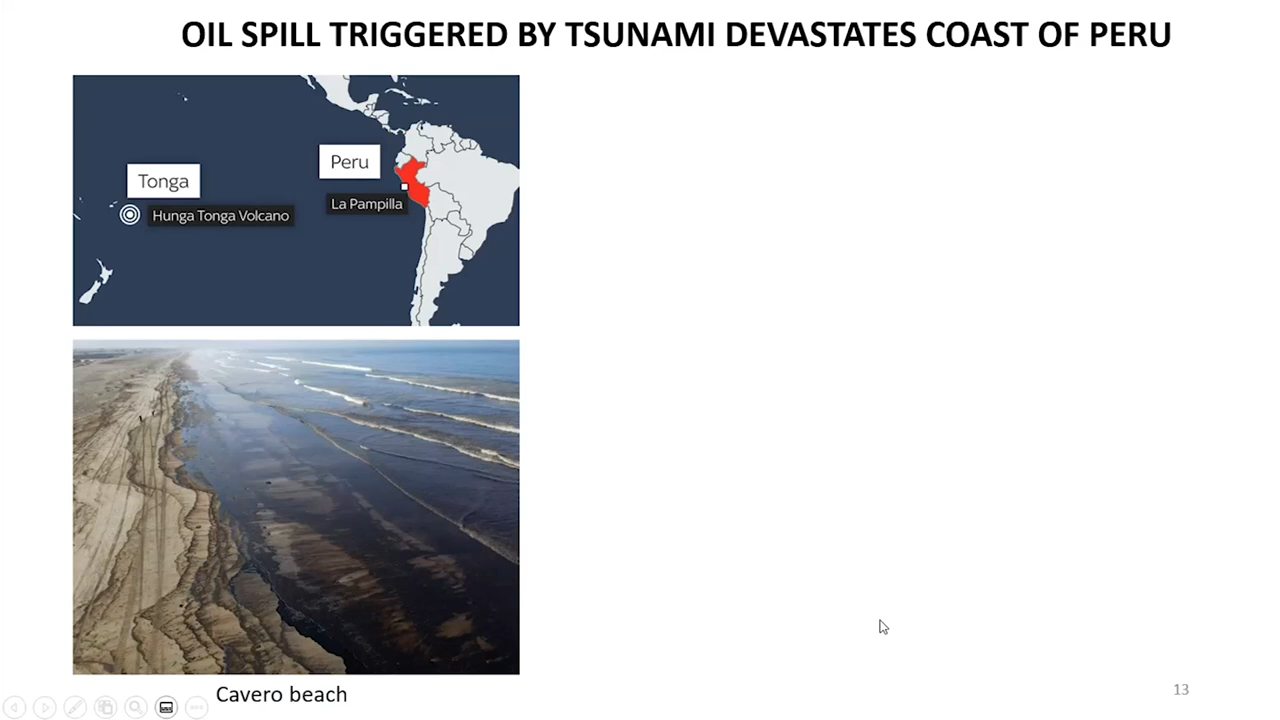 OIL SPILL TRIGGERED BY TSUNAMI DEVASTATES COAST OF PERU
Peru
Tonga
La Pampilla
Hunga Tonga Volcano
Cavero beach
13